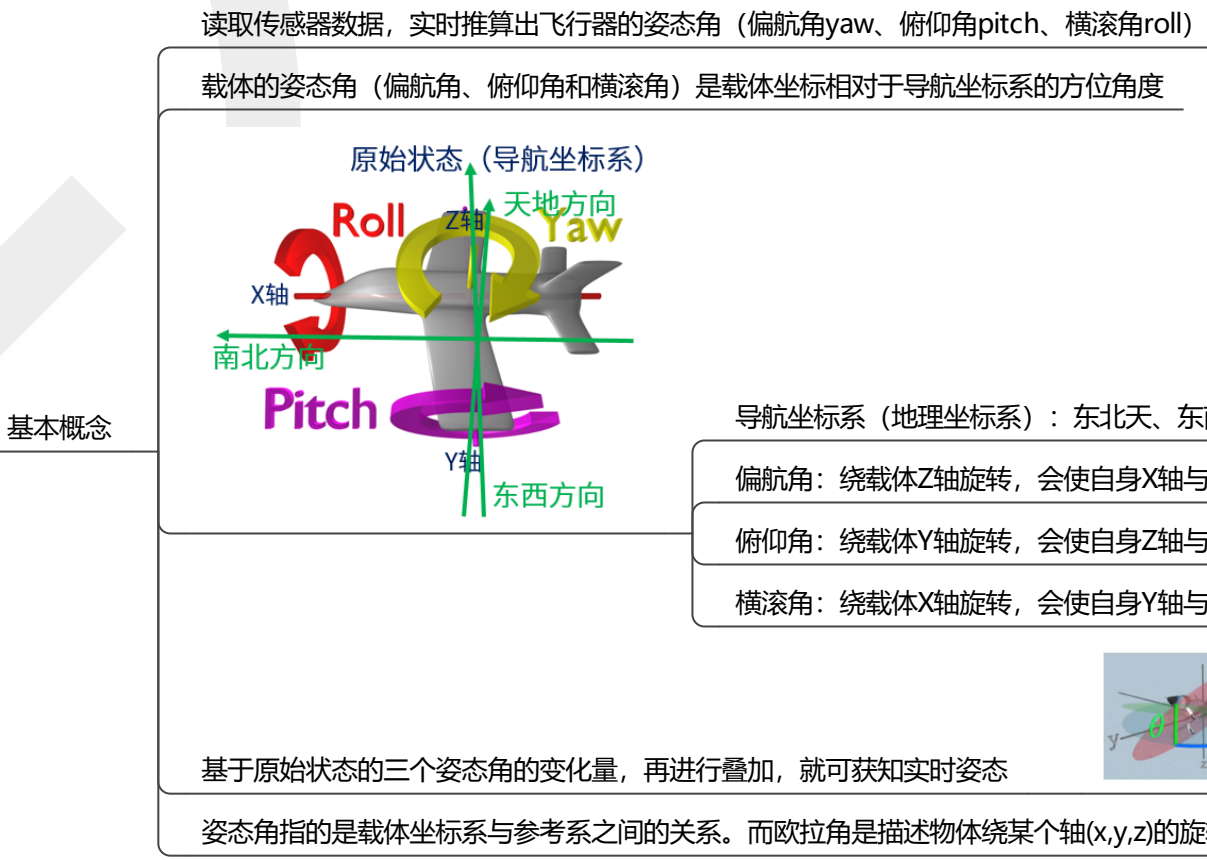 读取传感器数据，实时推算出飞行器的姿态角（偏航角yaw、俯仰角pitch、横滚角roll）
载体的姿态角（偏航角、俯仰角和横滚角）是载体坐标相对于导航坐标系的方位角度
原始状态（导航坐标系）
天地方向
Roll
Z轴
Yaw
X轴
南北方向
Pitch
Y轴
东西方向
基本概念
导航坐标系（地理坐标系）：东北天、东
偏航角：绕载体Z轴旋转，会使自身X轴与
俯仰角：绕载体Y轴旋转，会使自身Z轴与
横滚角：绕载体X轴旋转，会使自身Y轴与
θ
y
z
基于原始状态的三个姿态角的变化量，再进行叠加，就可获知实时姿态
姿态角指的是载体坐标系与参考系之间的关系。而欧拉角是描述物体绕某个轴(x,y,z)的旋